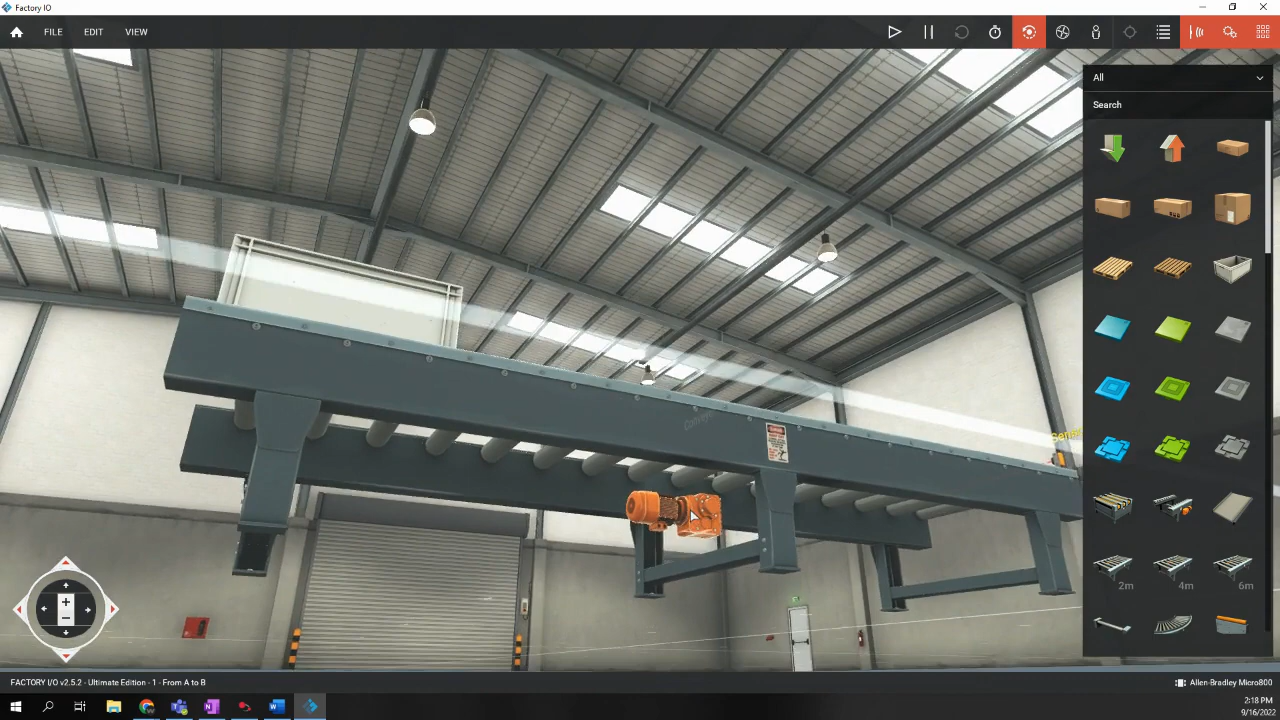 Factory IO
FILE EDIT VIEW
All
Search
2m 4m 6m
FACTORY I/O v2.5.2 - Ultimate Edition - 1 - From A to B
Allen-Bradley Micro800
2:18 PM
9/16/2022